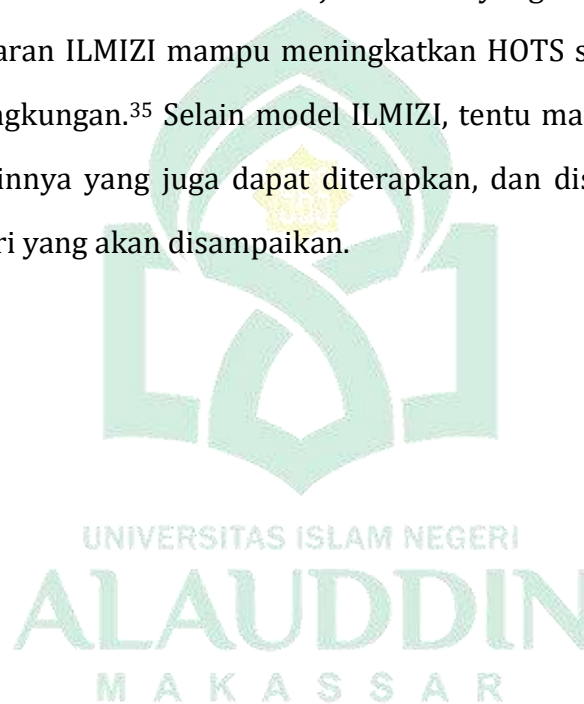 aran ILMIZI mampu meningkatkan HOTS s
ngkungan.³⁵ Selain model ILMIZI, tentu ma
innya yang juga dapat diterapkan, dan dis
ri yang akan disampaikan.
UNIVERSITAS ISLAM NEGERI
ALAUDDIN
MAKASSAR